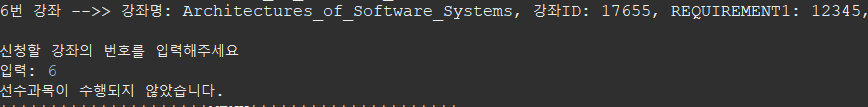 6번 강좌 -->> 강좌명: Architectures_of_Software_Systems, 강좌ID: 17655, REQUIREMENT1: 12345,
신청할 강좌의 번호를 입력해주세요
입력: 6
선수과목이 수행되지 않았습니다.